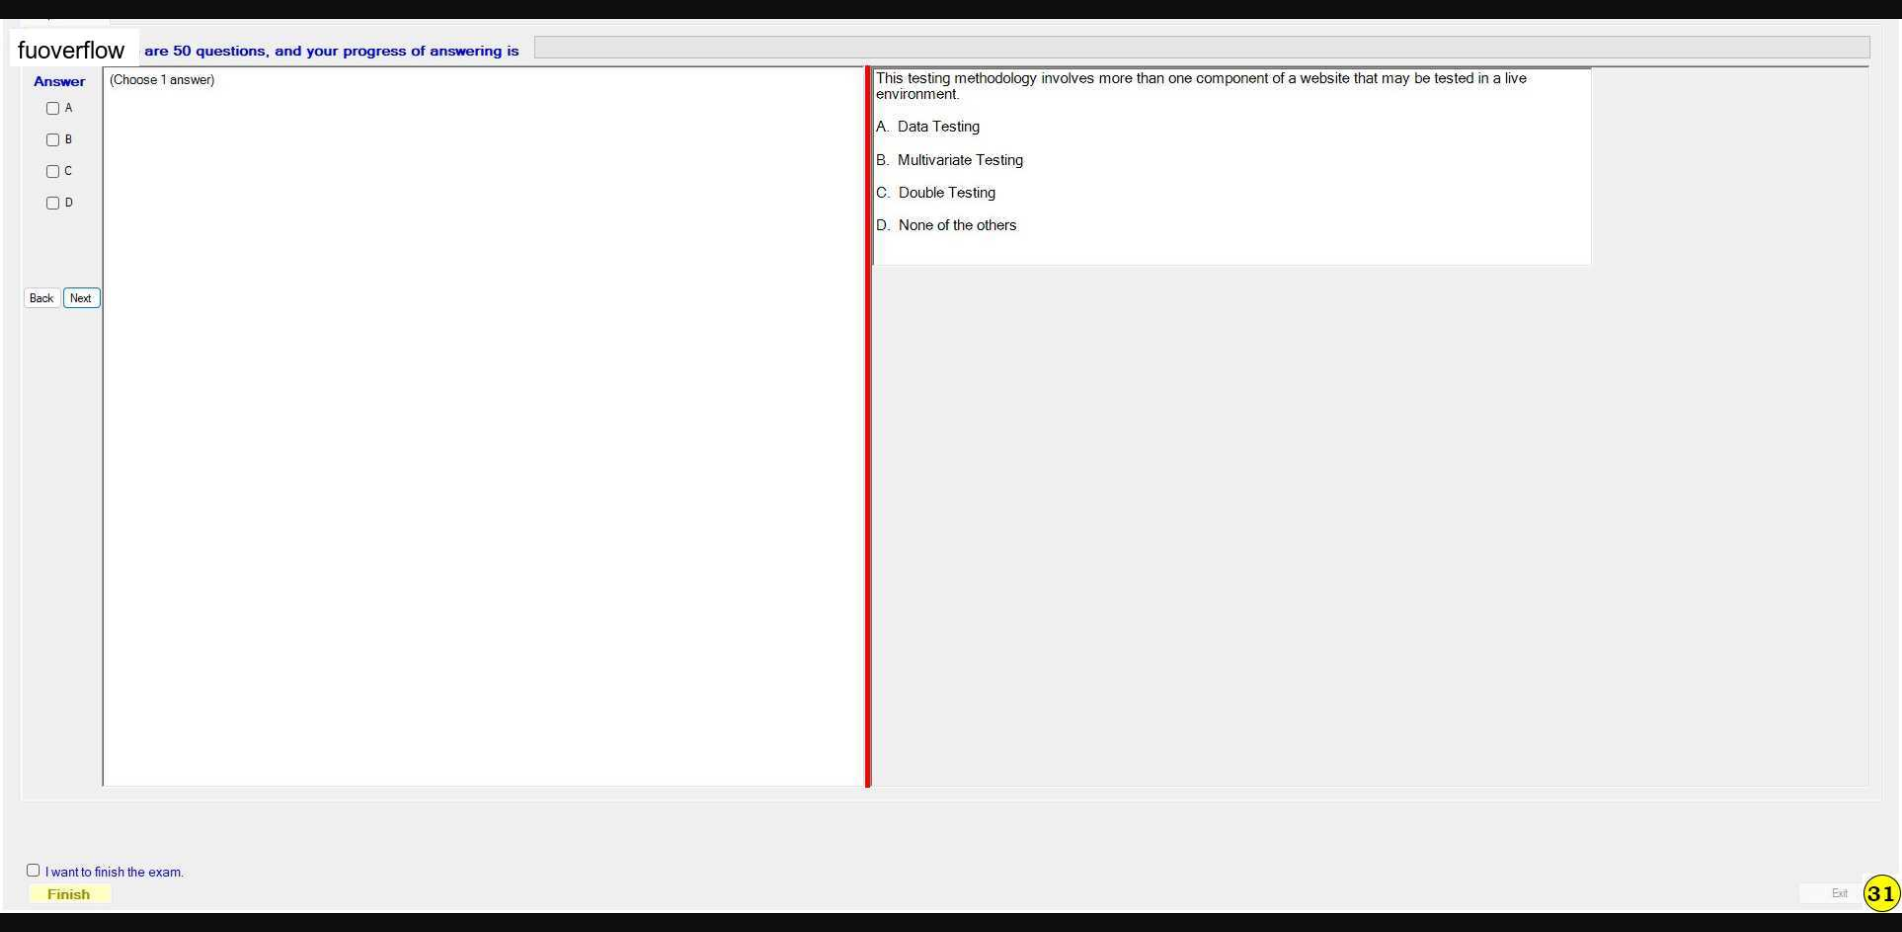 fuoverflow are 50 questions, and your progress of answering is
Answer
(Choose 1 answer)
A
B
C
D
Back Next
This testing methodology involves more than one component of a website that may be tested in a live
environment.
A. Data Testing
B. Multivariate Testing
C. Double Testing
D. None of the others
I want to finish the exam.
Finish
Exit
31